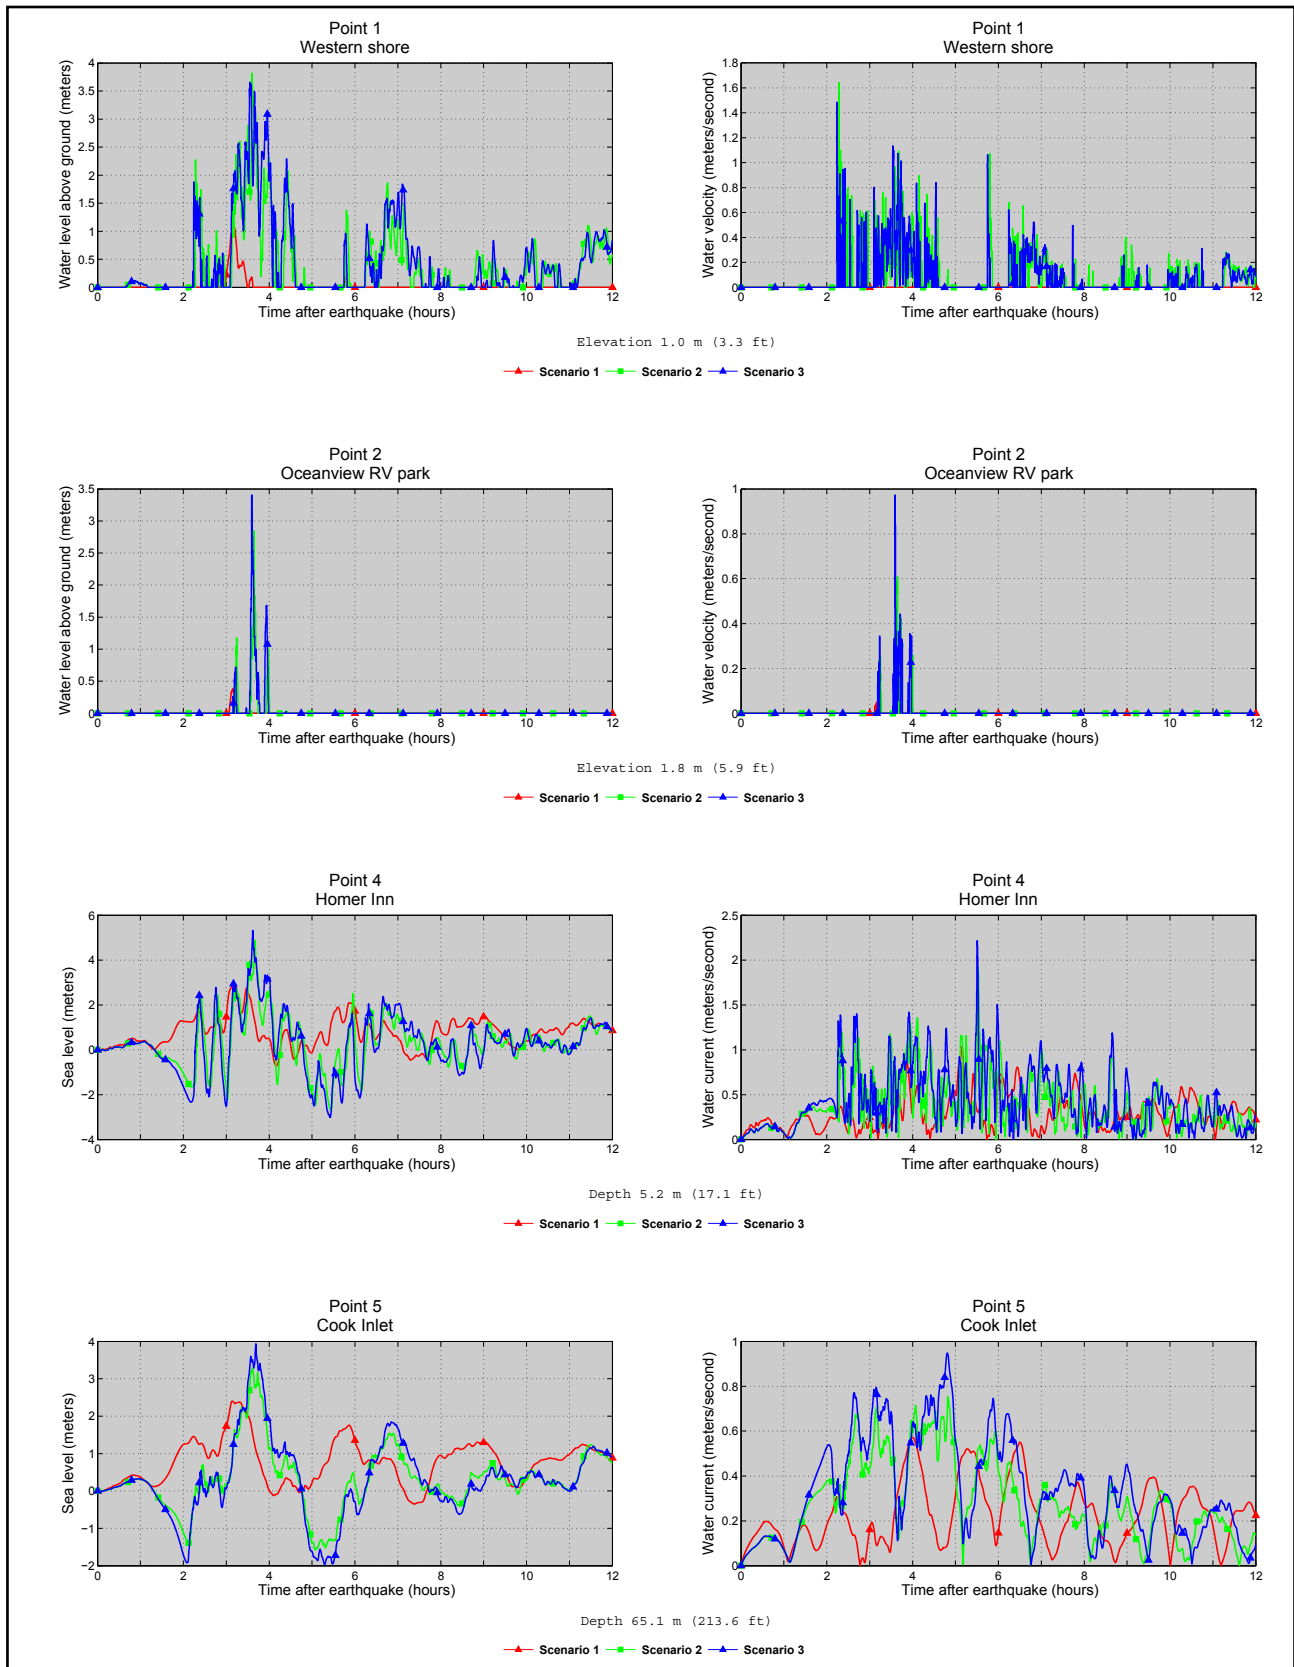 Point 1
Western shore
Water level above ground (meters)
4
3.5
3
2.5
2
1.5
1
0.5
0
0 2 4 6 8 10 12
Time after earthquake (hours)
Point 1
Western shore
Water velocity (meters/second)
1.8
1.6
1.4
1.2
1
0.8
0.6
0.4
0.2
0
0 2 4 6 8 10 12
Time after earthquake (hours)
Elevation 1.0 m (3.3 ft)
Scenario 1 Scenario 2 Scenario 3
Point 2
Oceanview RV park
Water level above ground (meters)
3.5
3
2.5
2
1.5
1
0.5
0
0 2 4 6 8 10 12
Time after earthquake (hours)
Point 2
Oceanview RV park
Water velocity (meters/second)
1
0.8
0.6
0.4
0.2
0
0 2 4 6 8 10 12
Time after earthquake (hours)
Elevation 1.8 m (5.9 ft)
Scenario 1 Scenario 2 Scenario 3
Point 4
Homer Inn
Sea level (meters)
6
4
2
0
−2
−4
0 2 4 6 8 10 12
Time after earthquake (hours)
Point 4
Homer Inn
Water current (meters/second)
2.5
2
1.5
1
0.5
0
0 2 4 6 8 10 12
Time after earthquake (hours)
Depth 5.2 m (17.1 ft)
Scenario 1 Scenario 2 Scenario 3
Point 5
Cook Inlet
Sea level (meters)
4
3
2
1
0
−1
−2
0 2 4 6 8 10 12
Time after earthquake (hours)
Point 5
Cook Inlet
Water current (meters/second)
1
0.8
0.6
0.4
0.2
0
0 2 4 6 8 10 12
Time after earthquake (hours)
Depth 65.1 m (213.6 ft)
Scenario 1 Scenario 2 Scenario 3